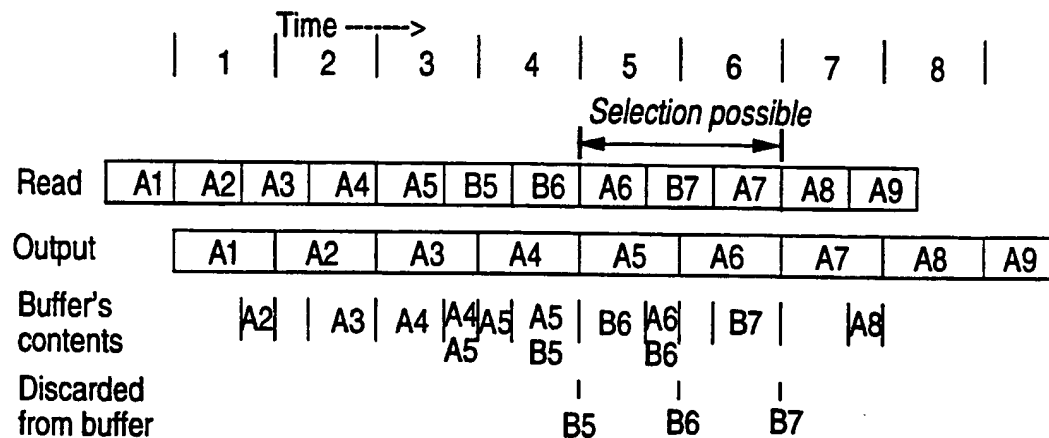 Time ------->
1 2 3 4 5 6 7 8
Selection possible
Read A1 A2 A3 A4 A5 B5 B6 A6 B7 A7 A8 A9
Output A1 A2 A3 A4 A5 A6 A7 A8 A9
Buffer's A2 A3 A4 A4 A5 A5 B6 A6 B7 A8
contents A5 B5 B6
Discarded
from buffer B5 B6 B7